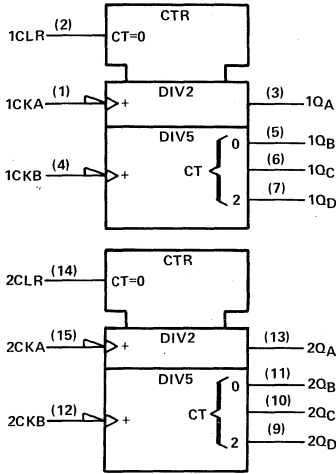 CTR
1CLR (2) CT=0
DIV2
1CKA (1) + (3) 1QA
DIV5
0 (5) 1QB
1CKB (4) + CT (6) 1QC
2 (7) 1QD
CTR
2CLR (14) CT=0
DIV2
2CKA (15) + (13) 2QA
DIV5
0 (11) 2QB
2CKB (12) + CT (10) 2QC
2 (9) 2QD